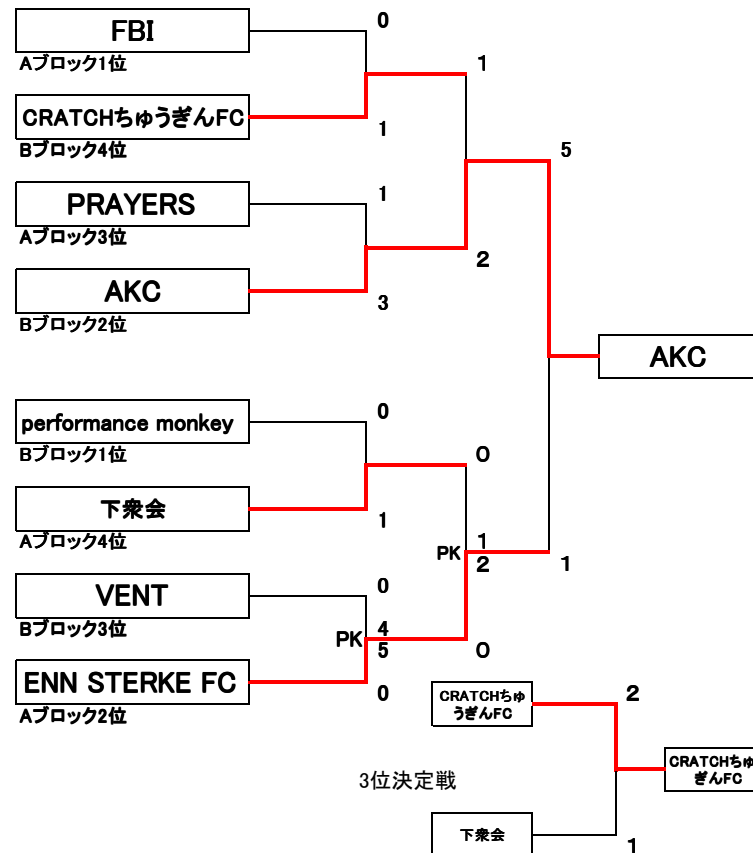 FBI
0
Aブロック1位
1
CRATCHちゅうぎんFC
1
Bブロック4位
5
PRAYERS
1
Aブロック3位
2
AKC
3
Bブロック2位
AKC
performance monkey
0
Bブロック1位
0
下衆会
1
Aブロック4位
PK
1
2
1
VENT
0
Bブロック3位
PK
4
5
0
ENN STERKE FC
0
Aブロック2位
CRATCHちゅ
うぎんFC
2
3位決定戦
CRATCHちゅ
ぎんFC
下衆会
1